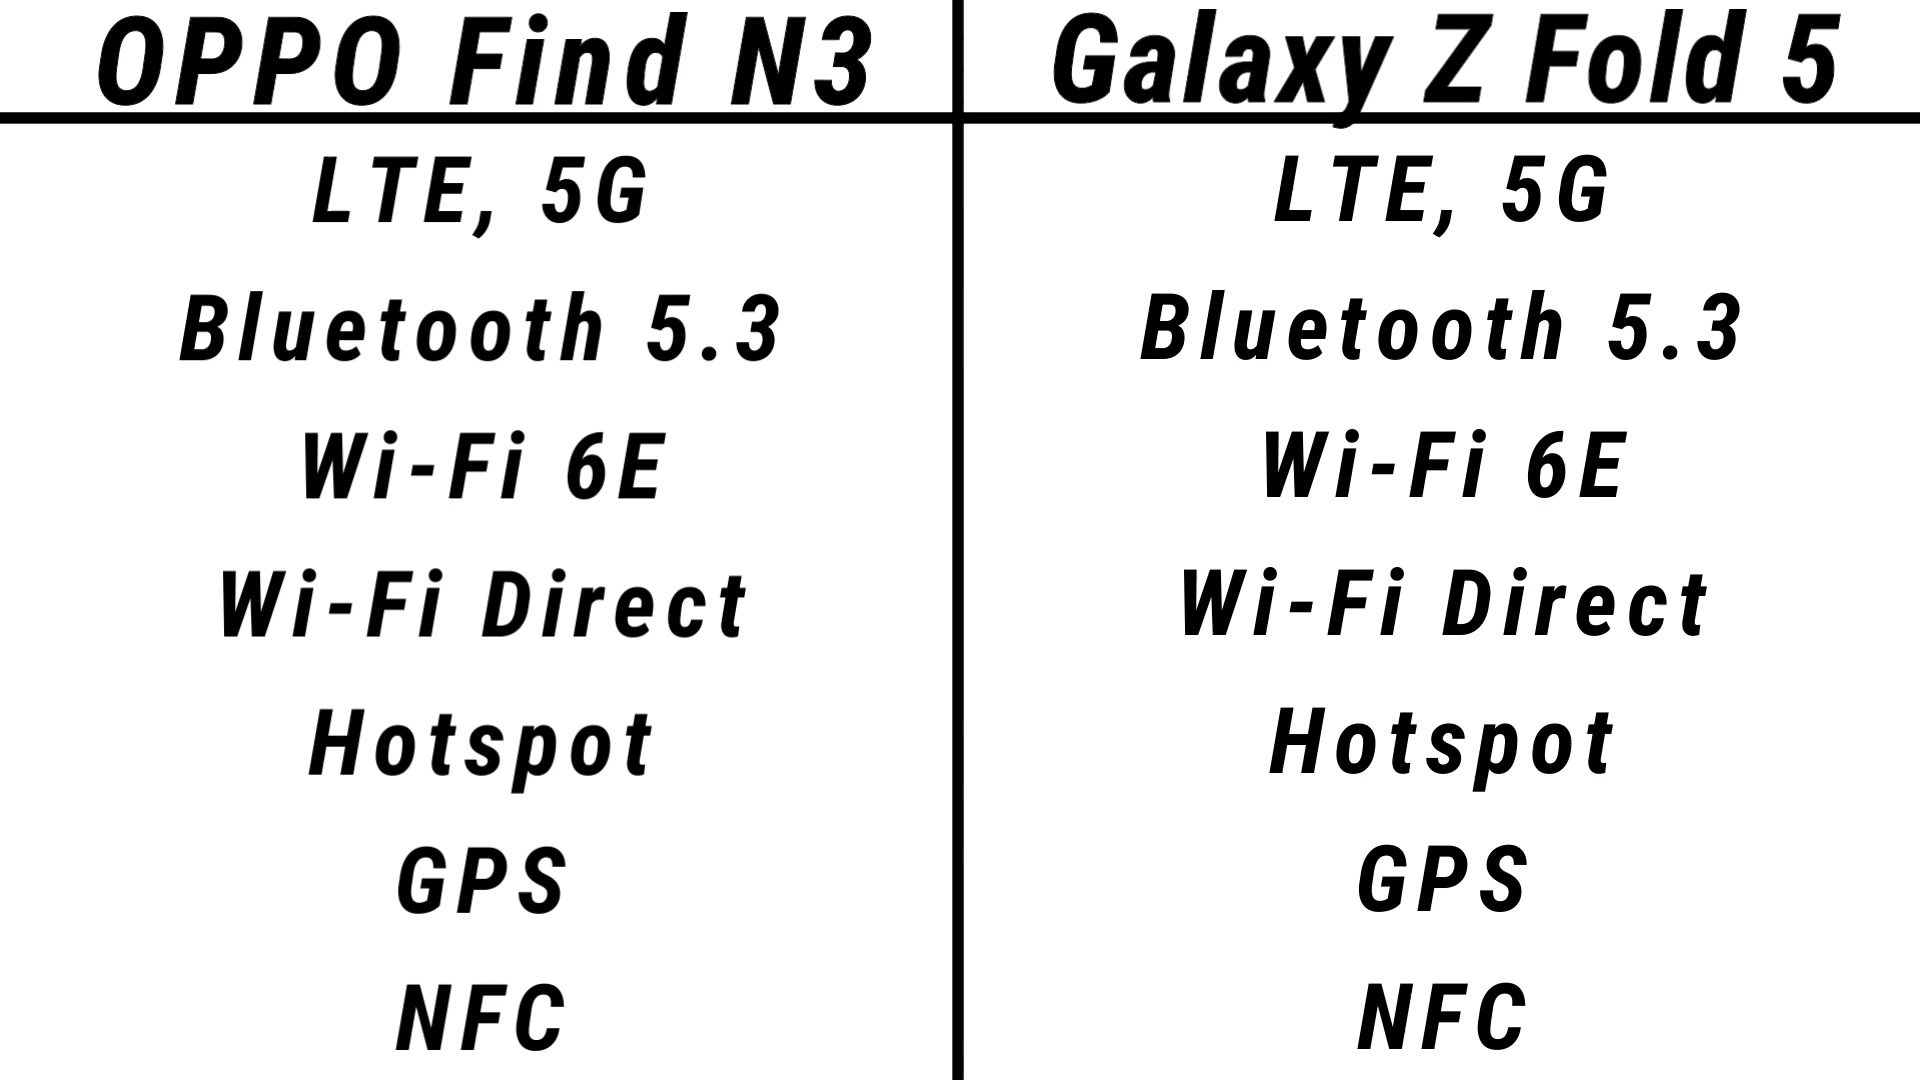 OPPO Find N3
Galaxy Z Fold 5
LTE, 5G
LTE, 5G
Bluetooth 5.3
Bluetooth 5.3
Wi-Fi 6E
Wi-Fi 6E
Wi-Fi Direct
Wi-Fi Direct
Hotspot
Hotspot
GPS
GPS
NFC
NFC